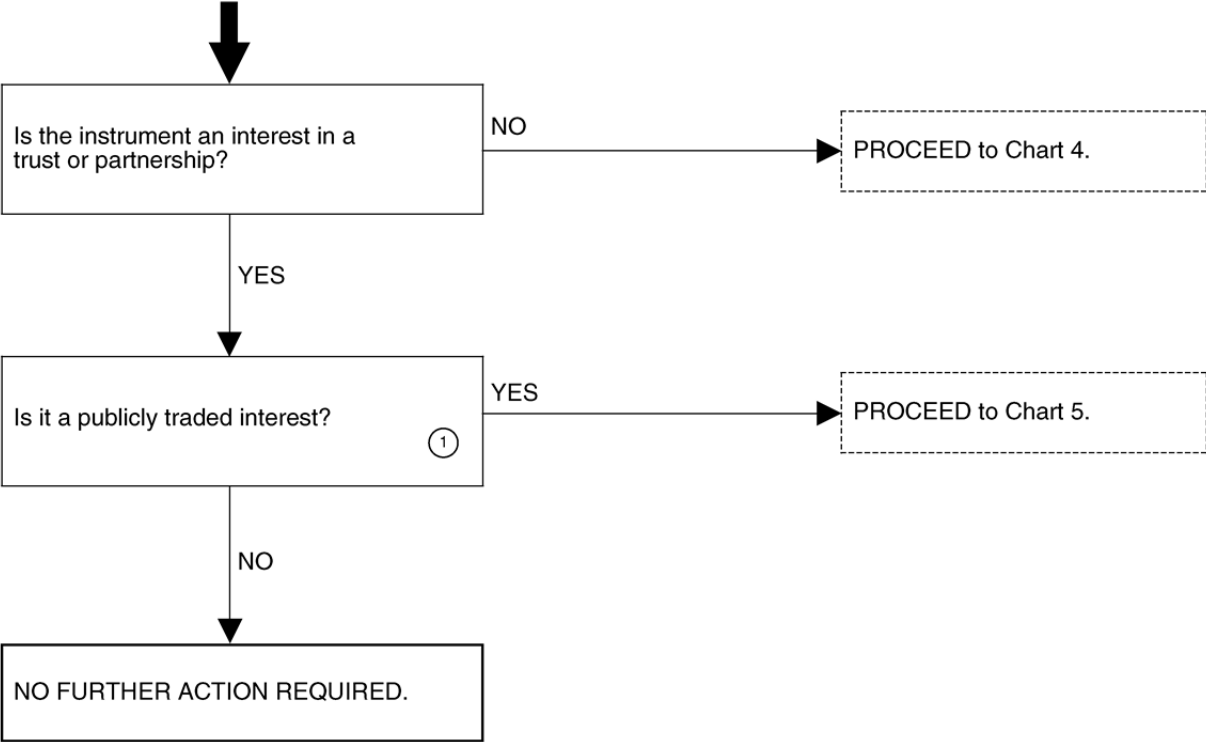 Is the instrument an interest in a
trust or partnership?
NO
PROCEED to Chart 4.
YES
Is it a publicly traded interest?
1
YES
PROCEED to Chart 5.
NO
NO FURTHER ACTION REQUIRED.